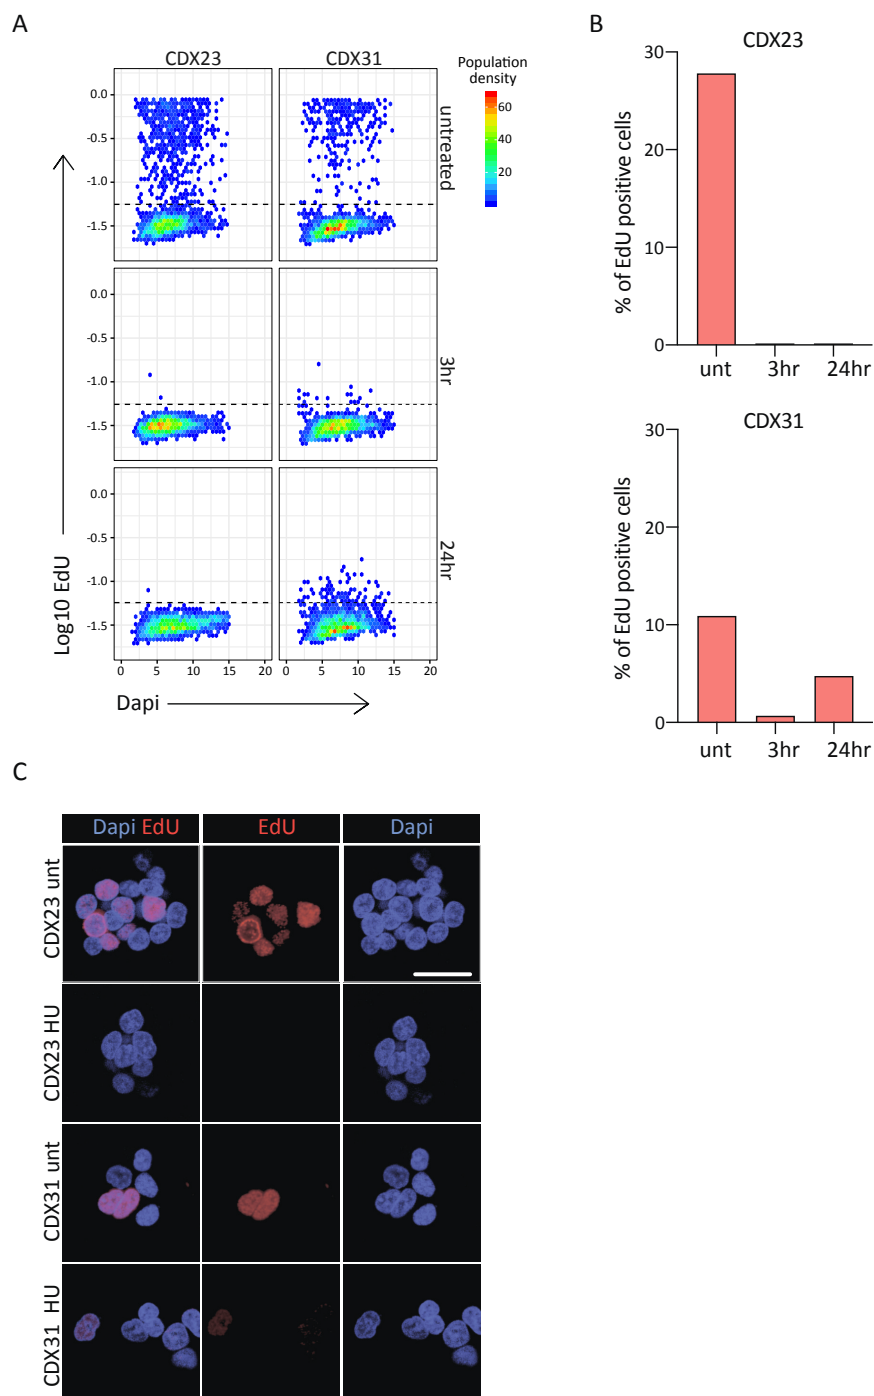 A
CDX23
CDX31
Population
density
60
40
20
untreated
0.0
-0.5
-1.0
-1.5
3hr
0.0
-0.5
-1.0
-1.5
24hr
0.0
-0.5
-1.0
-1.5
Log10 EdU
0 5 10 15 20 0 5 10 15 20
Dapi
B
CDX23
% of EdU positive cells
30
20
10
0
unt 3hr 24hr
CDX31
% of EdU positive cells
30
20
10
0
unt 3hr 24hr
C
Dapi EdU EdU Dapi
CDX23 unt
CDX23 HU
CDX31 unt
CDX31 HU